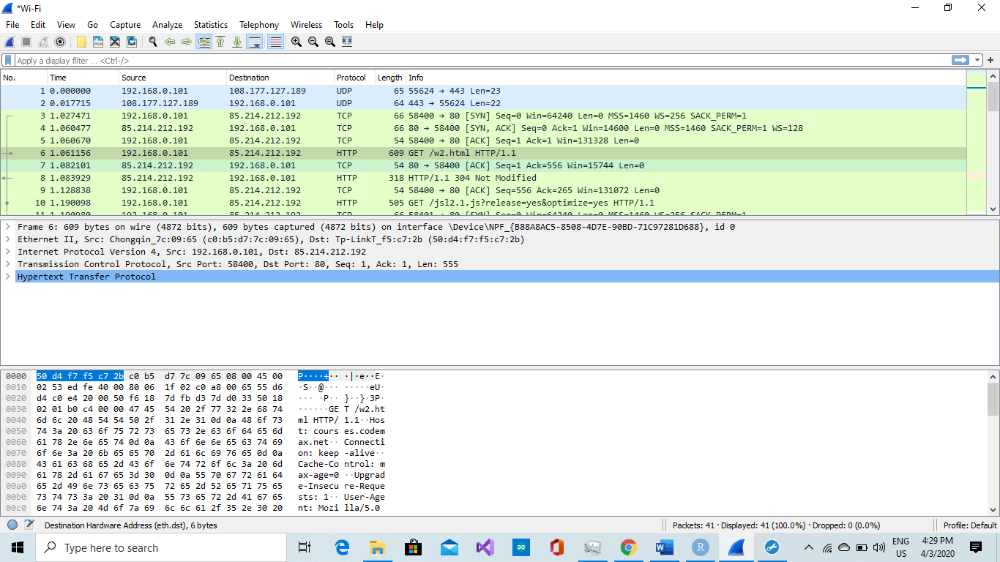 *Wi-Fi
File Edit View Go Capture Analyze Statistics Telephony Wireless Tools Help
Apply a display filter ... <Ctrl-/>
No. Time Source Destination Protocol Length Info
1 0.000000 192.168.0.101 108.177.127.189 UDP 65 55624 → 443 Len=23
2 0.017715 108.177.127.189 192.168.0.101 UDP 64 443 → 55624 Len=22
3 1.027471 192.168.0.101 85.214.212.192 TCP 66 58400 → 80 [SYN] Seq=0 Win=64240 Len=0 MSS=1460 WS=256 SACK_PERM=1
4 1.060477 85.214.212.192 192.168.0.101 TCP 66 80 → 58400 [SYN, ACK] Seq=0 Ack=1 Win=14600 Len=0 MSS=1460 SACK_PERM=1 WS=128
5 1.060670 192.168.0.101 85.214.212.192 TCP 54 58400 → 80 [ACK] Seq=1 Ack=1 Win=131328 Len=0
6 1.061156 192.168.0.101 85.214.212.192 HTTP 609 GET /w2.html HTTP/1.1
7 1.082101 85.214.212.192 192.168.0.101 TCP 54 80 → 58400 [ACK] Seq=1 Ack=556 Win=15744 Len=0
8 1.083929 85.214.212.192 192.168.0.101 HTTP 318 HTTP/1.1 304 Not Modified
9 1.128838 192.168.0.101 85.214.212.192 TCP 54 58400 → 80 [ACK] Seq=556 Ack=265 Win=131072 Len=0
10 1.190098 192.168.0.101 85.214.212.192 HTTP 505 GET /jsl2.1.js?release=yes&optimize=yes HTTP/1.1
11 1.190980 192.168.0.101 85.214.212.192 TCP 66 58401 → 80 [SYN] Seq=0 Win=64240 Len=0 MSS=1460 WS=256 SACK_PERM=1
Frame 6: 609 bytes on wire (4872 bits), 609 bytes captured (4872 bits) on interface \Device\NPF_{B88A8AC5-8508-4D7E-90BD-71C97281D688}, id 0
Ethernet II, Src: Chongqin_7c:09:65 (c0:b5:d7:7c:09:65), Dst: Tp-LinkT_f5:c7:2b (50:d4:f7:f5:c7:2b)
Internet Protocol Version 4, Src: 192.168.0.101, Dst: 85.214.212.192
Transmission Control Protocol, Src Port: 58400, Dst Port: 80, Seq: 1, Ack: 1, Len: 555
Hypertext Transfer Protocol
0000 50 d4 f7 f5 c7 2b c0 b5 d7 7c 09 65 08 00 45 00 P····+·· ·|·e··E·
0010 02 53 ed fe 40 00 80 06 1f 02 c0 a8 00 65 55 d6 ·S··@··· ·····eU·
0020 d4 c0 e4 20 00 50 f6 18 7d fb d3 7d d0 33 50 18 ··· ·P·· }··}·3P·
0030 02 01 b0 c4 00 00 47 45 54 20 2f 77 32 2e 68 74 ······GE T /w2.ht
0040 6d 6c 20 48 54 54 50 2f 31 2e 31 0d 0a 48 6f 73 ml HTTP/ 1.1··Hos
0050 74 3a 20 63 6f 75 72 73 65 73 2e 63 6f 64 65 6d t: cours es.codem
0060 61 78 2e 6e 65 74 0d 0a 43 6f 6e 6e 65 63 74 69 ax.net·· Connecti
0070 6f 6e 3a 20 6b 65 65 70 2d 61 6c 69 76 65 0d 0a on: keep -alive··
0080 43 61 63 68 65 2d 43 6f 6e 74 72 6f 6c 3a 20 6d Cache-Co ntrol: m
0090 61 78 2d 61 67 65 3d 30 0d 0a 55 70 67 72 61 64 ax-age=0 ··Upgrad
00a0 65 2d 49 6e 73 65 63 75 72 65 2d 52 65 71 75 65 e-Insecu re-Reque
00b0 73 74 73 3a 20 31 0d 0a 55 73 65 72 2d 41 67 65 sts: 1·· User-Age
00c0 6e 74 3a 20 4d 6f 7a 69 6c 6c 61 2f 35 2e 30 20 nt: Mozi lla/5.0
Destination Hardware Address (eth.dst), 6 bytes Packets: 41 · Displayed: 41 (100.0%) · Dropped: 0 (0.0%) Profile: Default
Type here to search ENG US 4:29 PM 4/3/2020